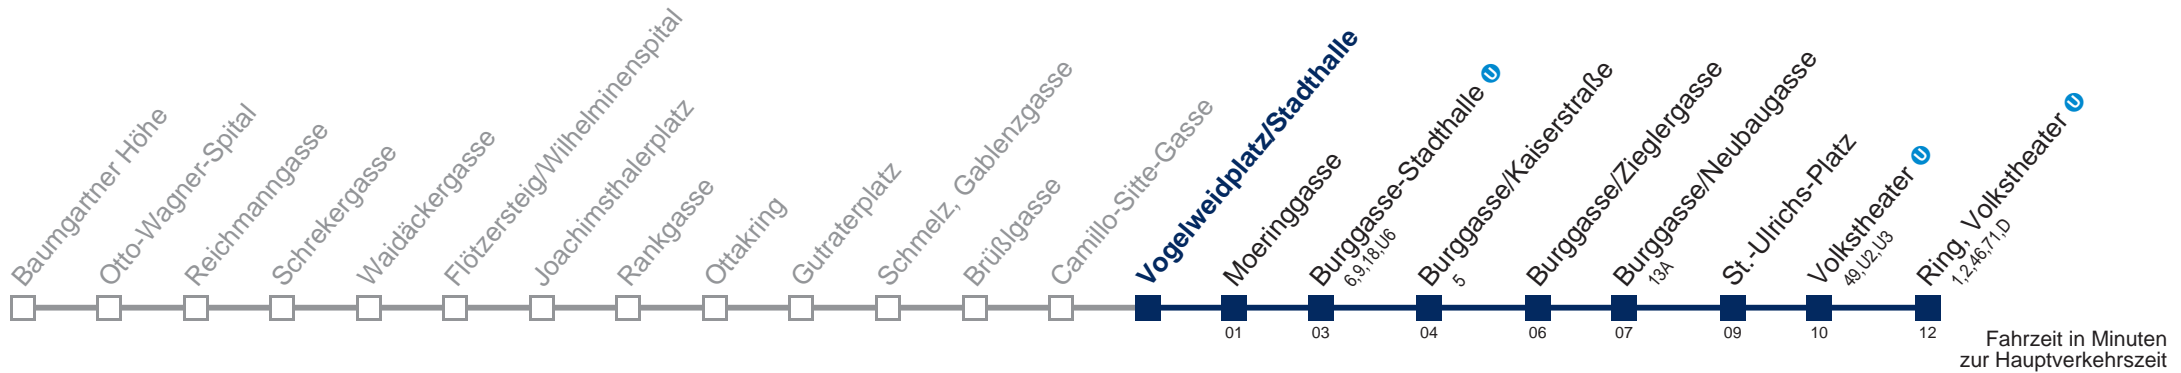 Baumgartner Höhe
Otto-Wagner-Spital
Reichmanngasse
Schrekergasse
Waidäckergasse
Flötzersteig/Wilhelminenspital
Joachimsthalerplatz
Rankgasse
Ottakring
Gutraterplatz
Schmelz, Gablenzgasse
Brüßlgasse
Camillo-Sitte-Gasse
Vogelweidplatz/Stadthalle
Moeringgasse
01
Burggasse-Stadthalle U
6,9,18,U6
03
Burggasse/Kaiserstraße
5
04
Burggasse/Zieglergasse
06
Burggasse/Neubaugasse
13A
07
St.-Ulrichs-Platz
09
Volkstheater U
49,U2,U3
10
Ring, Volkstheater U
1,2,46,71,D
12
Fahrzeit in Minuten
zur Hauptverkehrszeit